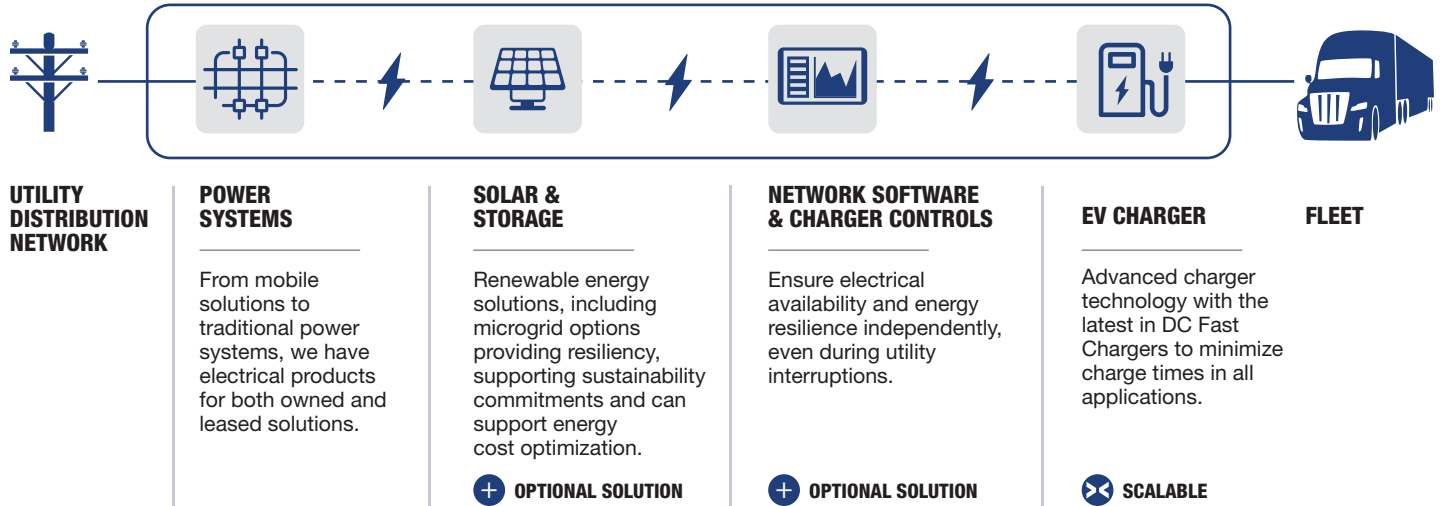 UTILITY
DISTRIBUTION
NETWORK
POWER
SYSTEMS
From mobile
solutions to
traditional power
systems, we have
electrical products
for both owned and
leased solutions.
SOLAR &
STORAGE
Renewable energy
solutions, including
microgrid options
providing resiliency,
supporting sustainability
commitments and can
support energy
cost optimization.
OPTIONAL SOLUTION
NETWORK SOFTWARE
& CHARGER CONTROLS
Ensure electrical
availability and energy
resilience independently,
even during utility
interruptions.
OPTIONAL SOLUTION
EV CHARGER
Advanced charger
technology with the
latest in DC Fast
Chargers to minimize
charge times in all
applications.
SCALABLE
FLEET